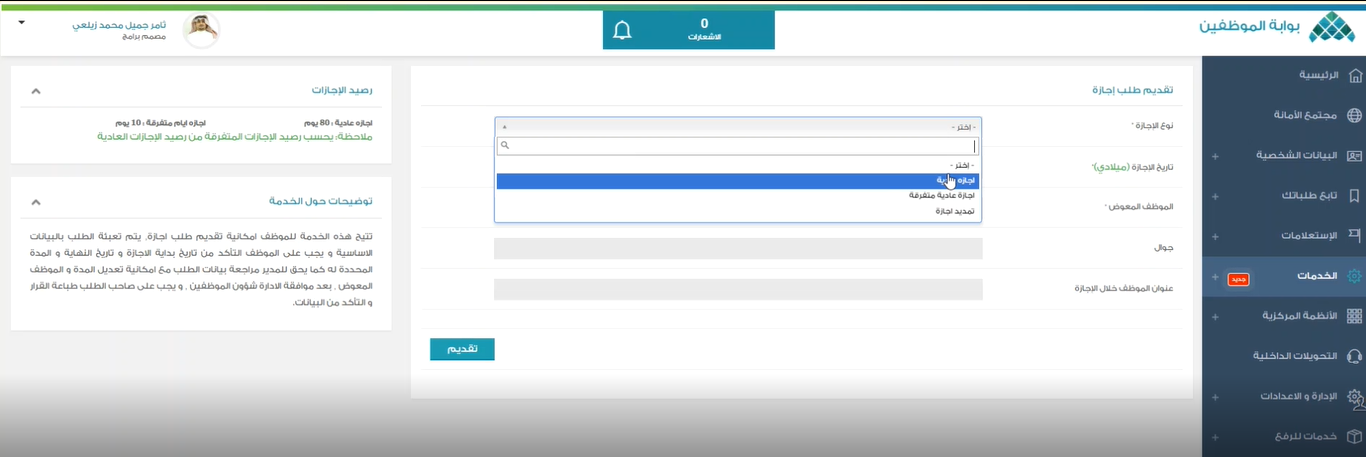 بوابة الموظفين
0
الاشعارات
ثامر جميل محمد زيلعي
مصمم برامج
الرئيسية
مجتمع الأمانة
البيانات الشخصية
+
تابع طلباتك
+
الإستعلامات
+
الخدمات
جديد
+
الأنظمة المركزية
+
التحويلات الداخلية
الإدارة و الاعدادات
+
خدمات للرفع
+
تقديم طلب إجازة
نوع الإجازة *
- إختر -
- إختر -
اجازه عادية
اجازة عادية متفرقة
تمديد اجازة
تاريخ الإجازة (ميلادي)*
الموظف المعوض *
جوال
عنوان الموظف خلال الإجازة
تقديم
رصيد الإجازات
اجازه عادية : 80 يوم
اجازه ايام متفرقة : 10 يوم
ملاحظة: يحسب رصيد الإجازات المتفرقة من رصيد الإجازات العادية
توضيحات حول الخدمة
تتيح هذه الخدمة للموظف امكانية تقديم طلب اجازة. يتم تعبئة الطلب بالبيانات
الاساسية و يجب على الموظف التأكد من تاريخ بداية الاجازة و تاريخ النهاية و المدة
المحددة له كما يحق للمدير مراجعة بيانات الطلب مع امكانية تعديل المدة و الموظف
المعوض . بعد موافقة الادارة شؤون الموظفين . و يجب على صاحب الطلب طباعة القرار
و التأكد من البيانات.